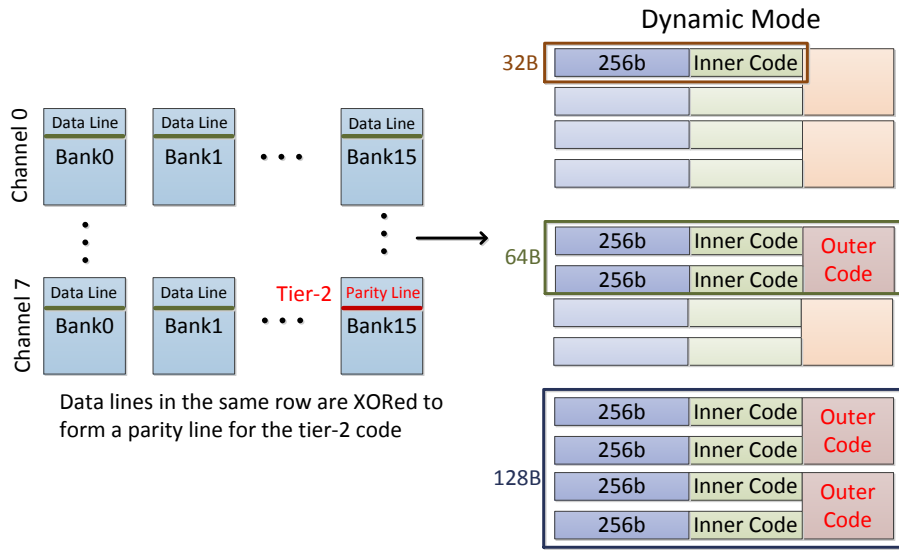 Dynamic Mode
32B
256b
Inner Code
Channel 0
Data Line
Data Line
Data Line
Bank0
Bank1
• • •
Bank15
64B
256b
Inner Code
256b
Inner Code
Outer
Code
Channel 7
Data Line
Data Line
Tier-2
Parity Line
Bank0
Bank1
• • •
Bank15
Data lines in the same row are XORed to
form a parity line for the tier-2 code
128B
256b
Inner Code
256b
Inner Code
Outer
Code
256b
Inner Code
256b
Inner Code
Outer
Code